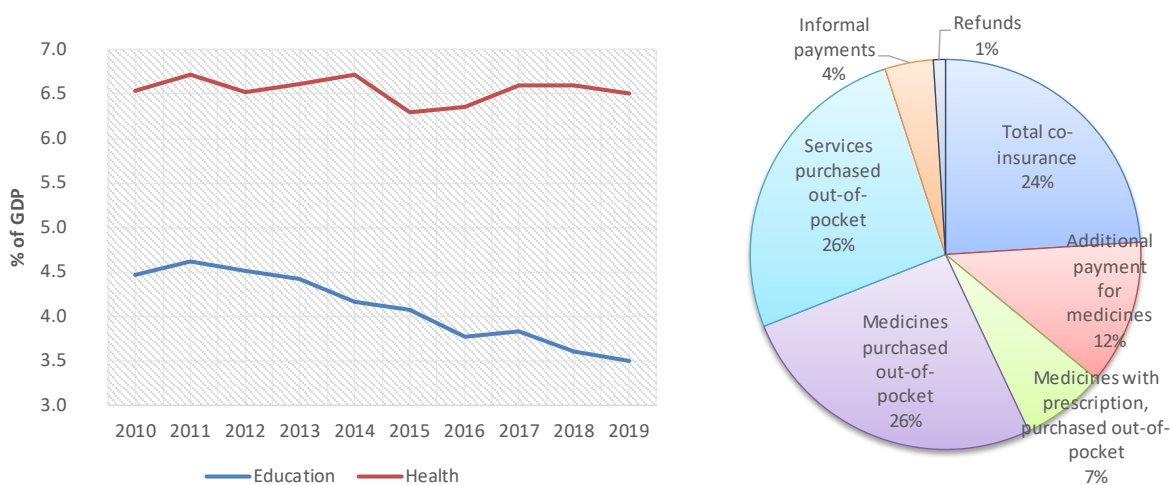 7.0
6.5
6.0
5.5
5.0
4.5
4.0
3.5
3.0
% of GDP
2010 2011 2012 2013 2014 2015 2016 2017 2018 2019
Education Health
Informal
payments
4%
Refunds
1%
Total co-
insurance
24%
Additional
payment
for
medicines
12%
Medicines with
prescription,
purchased out-of-
pocket
7%
Medicines
purchased
out-of-
pocket
26%
Services
purchased
out-of-
pocket
26%